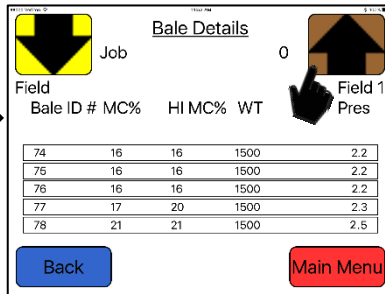 Bale Details
Job 0
Field Field 1
Bale ID # MC% HI MC% WT Pres
74 16 16 1500 2.2
75 16 16 1500 2.2
76 16 16 1500 2.2
77 17 20 1500 2.3
78 21 21 1500 2.5
Back Main Menu